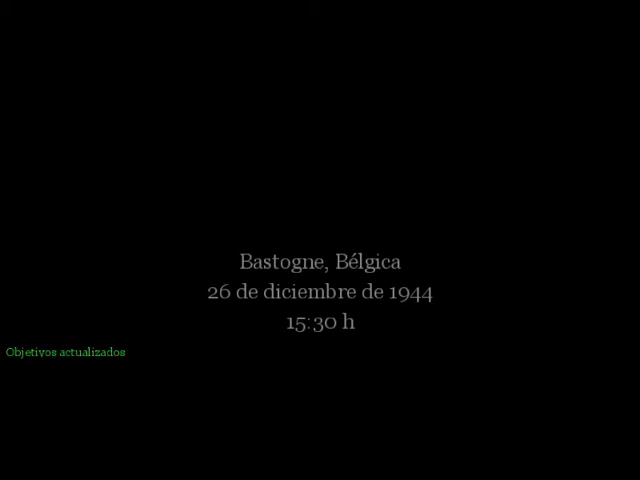 Bastogne, Bélgica
26 de diciembre de 1944
15:30 h
Objetivos actualizados